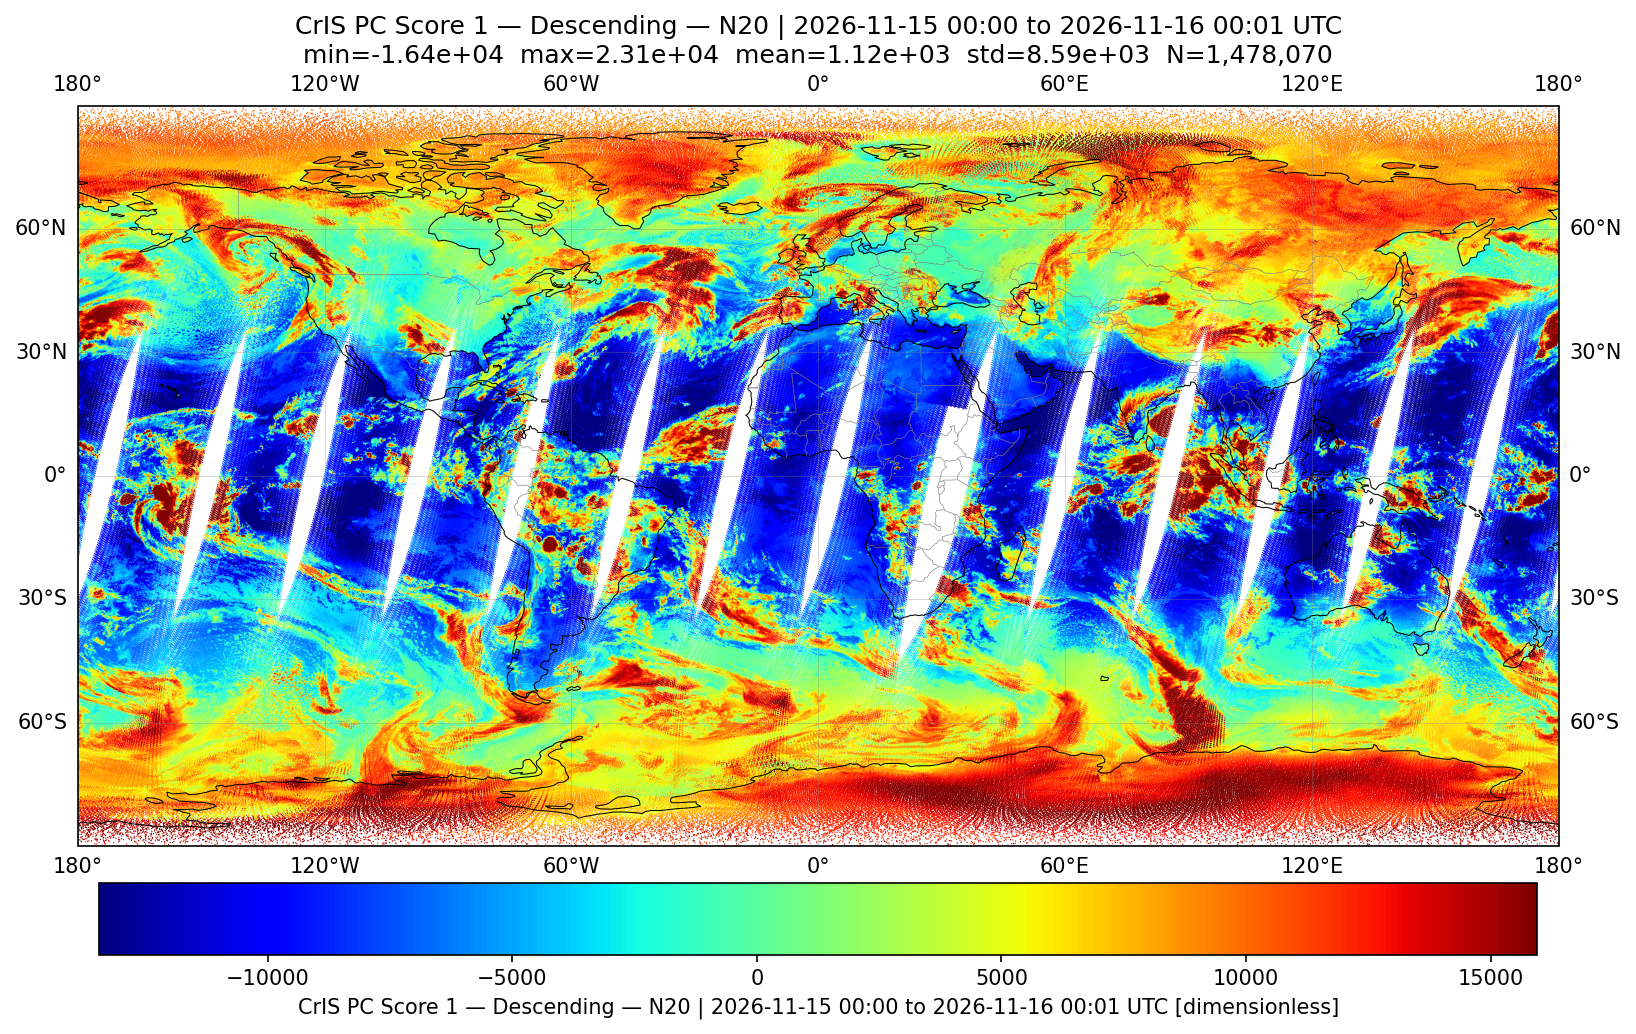 CrIS PC Score 1 — Descending — N20 | 2026-11-15 00:00 to 2026-11-16 00:01 UTC
min=-1.64e+04  max=2.31e+04  mean=1.12e+03  std=8.59e+03  N=1,478,070
180° 120°W 60°W 0° 60°E 120°E 180°
60°N 60°N
30°N 30°N
0° 0°
30°S 30°S
60°S 60°S
180° 120°W 60°W 0° 60°E 120°E 180°
−10000 −5000 0 5000 10000 15000
CrIS PC Score 1 — Descending — N20 | 2026-11-15 00:00 to 2026-11-16 00:01 UTC [dimensionless]